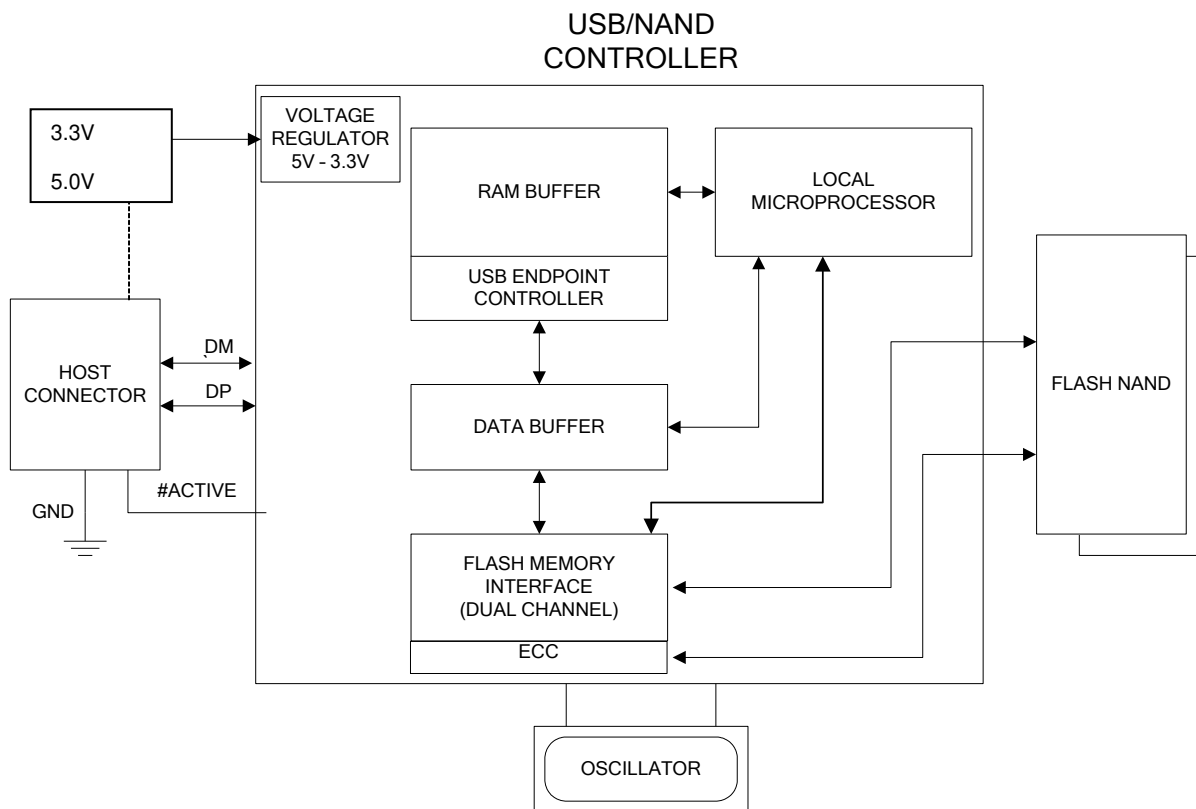 USB/NAND
CONTROLLER
3.3V
5.0V
VOLTAGE
REGULATOR
5V - 3.3V
RAM BUFFER
LOCAL
MICROPROCESSOR
USB ENDPOINT
CONTROLLER
HOST
CONNECTOR
DM
DP
#ACTIVE
GND
DATA BUFFER
FLASH NAND
FLASH MEMORY
INTERFACE
(DUAL CHANNEL)
ECC
OSCILLATOR